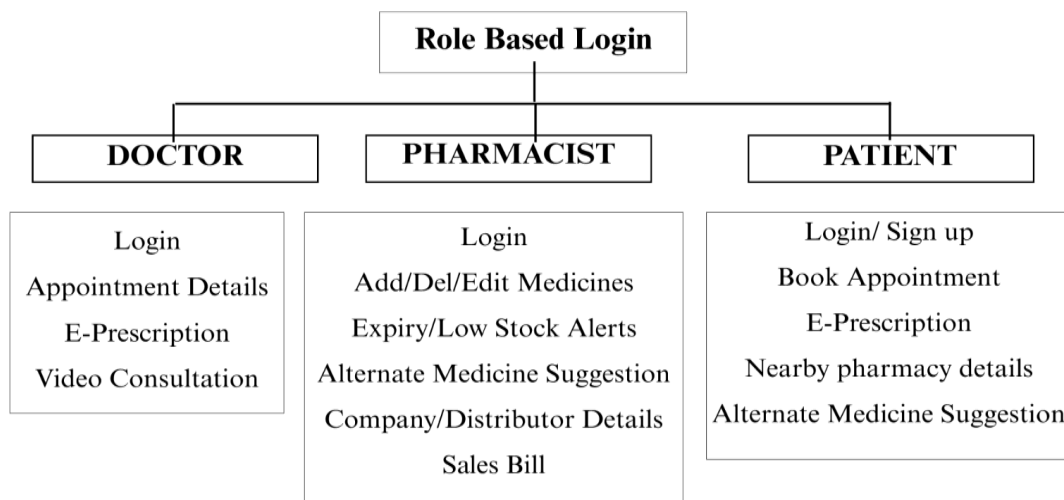 Role Based Login
DOCTOR
PHARMACIST
PATIENT
Login
Appointment Details
E-Prescription
Video Consultation
Login
Add/Del/Edit Medicines
Expiry/Low Stock Alerts
Alternate Medicine Suggestion
Company/Distributor Details
Sales Bill
Login/ Sign up
Book Appointment
E-Prescription
Nearby pharmacy details
Alternate Medicine Suggestion